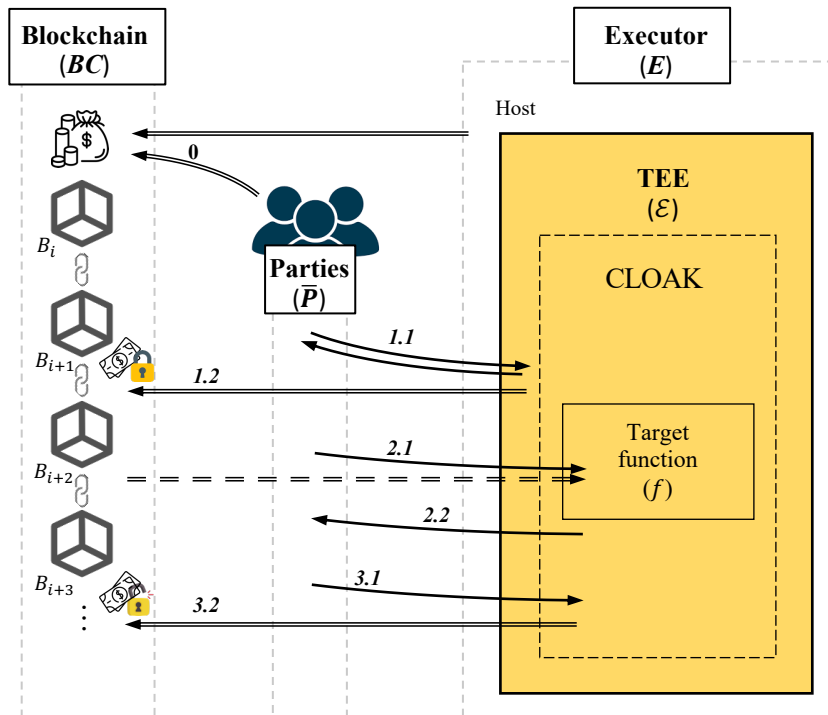 Blockchain
(BC)
Executor
(E)
Host
0
TEE
(ℰ)
B_i
Parties
(P̅)
CLOAK
1.1
B_{i+1}
1.2
Target
function
(f)
2.1
B_{i+2}
2.2
3.1
B_{i+3}
3.2
⋮